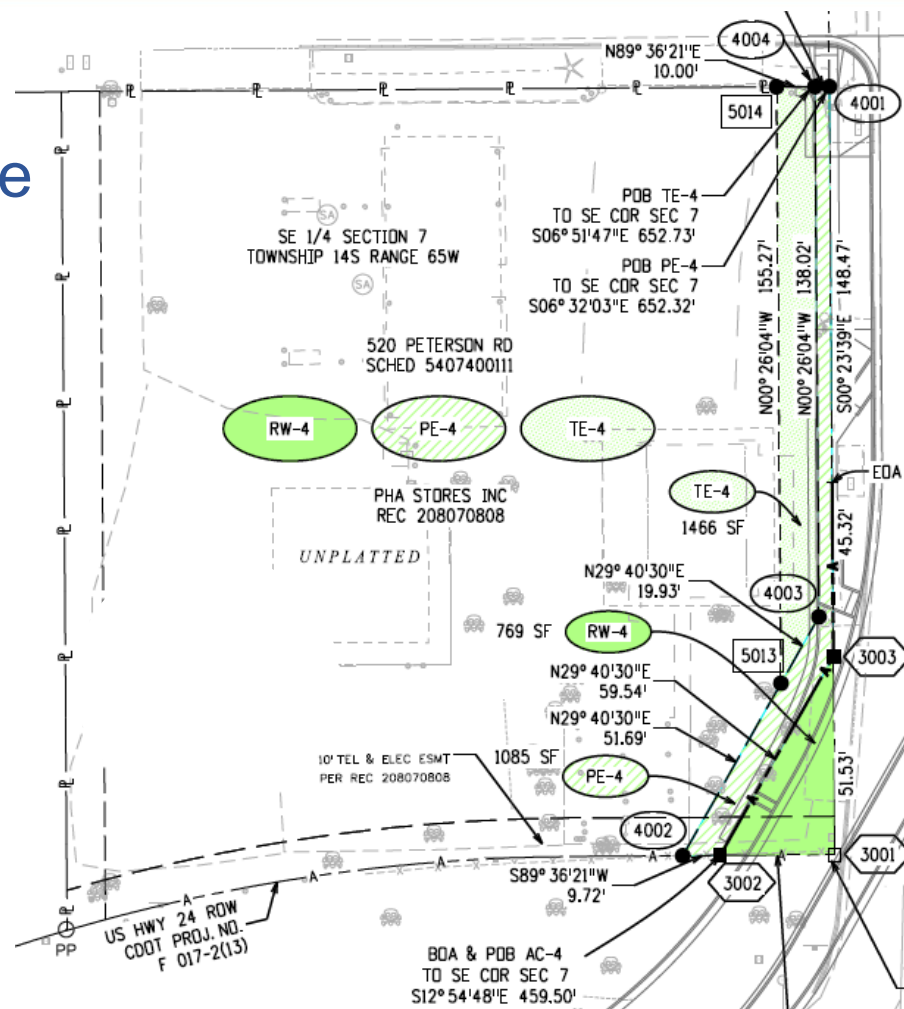 4004
N89° 36'21"E
10.00'
4001
5014
e
POB TE-4
TO SE COR SEC 7
S06° 51'47"E 652.73'
SE 1/4 SECTION 7
TOWNSHIP 14S RANGE 65W
SA
SA
POB PE-4
TO SE COR SEC 7
S06° 32'03"E 652.32'
155.27'
N00° 26'04"W
138.02'
N00° 26'04"W
148.47'
S00° 23'39"E
520 PETERSON RD
SCHED 5407400111
RW-4
PE-4
TE-4
EOA
TE-4
1466 SF
PHA STORES INC
REC 208070808
UNPLATTED
45.32'
N29° 40'30"E
19.93'
4003
769 SF
RW-4
5013
3003
N29° 40'30"E
59.54'
N29° 40'30"E
51.69'
10' TEL & ELEC ESMT
PER REC 208070808
1085 SF
PE-4
51.53'
4002
3001
S89° 36'21"W
9.72'
3002
A
A
A
A
A
A
A
PP
US HWY 24 ROW
CDOT PROJ. NO.
F 017-2(13)
BOA & POB AC-4
TO SE COR SEC 7
S12° 54'48"E 459.50'